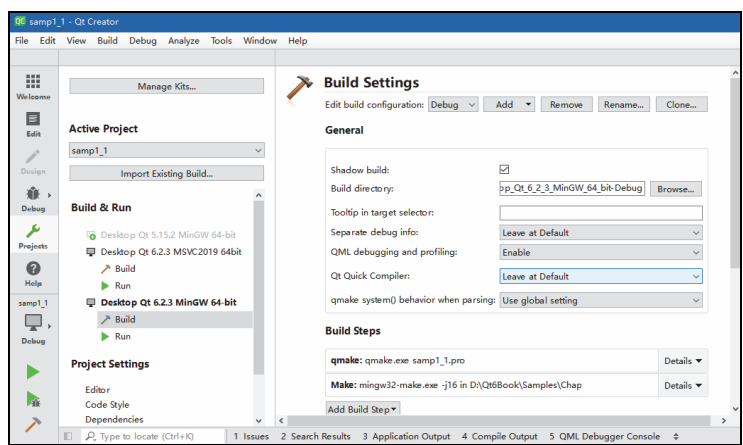 samp1_1 - Qt Creator
File Edit View Build Debug Analyze Tools Window Help
Welcome
Edit
Design
Debug
Projects
Help
samp1_1
Debug
Manage Kits...
Active Project
samp1_1
Import Existing Build...
Build & Run
Desktop Qt 5.15.2 MinGW 64-bit
Desktop Qt 6.2.3 MSVC2019 64bit
Build
Run
Desktop Qt 6.2.3 MinGW 64-bit
Build
Run
Project Settings
Editor
Code Style
Dependencies
Build Settings
Edit build configuration: Debug Add Remove Rename... Clone...
General
Shadow build:
Build directory: op_Qt_6_2_3_MinGW_64_bit-Debug Browse...
Tooltip in target selector:
Separate debug info: Leave at Default
QML debugging and profiling: Enable
Qt Quick Compiler: Leave at Default
qmake system() behavior when parsing: Use global setting
Build Steps
qmake: qmake.exe samp1_1.pro Details
Make: mingw32-make.exe -j16 in D:\Qt6Book\Samples\Chap Details
Add Build Step
Type to locate (Ctrl+K) 1 Issues 2 Search Results 3 Application Output 4 Compile Output 5 QML Debugger Console